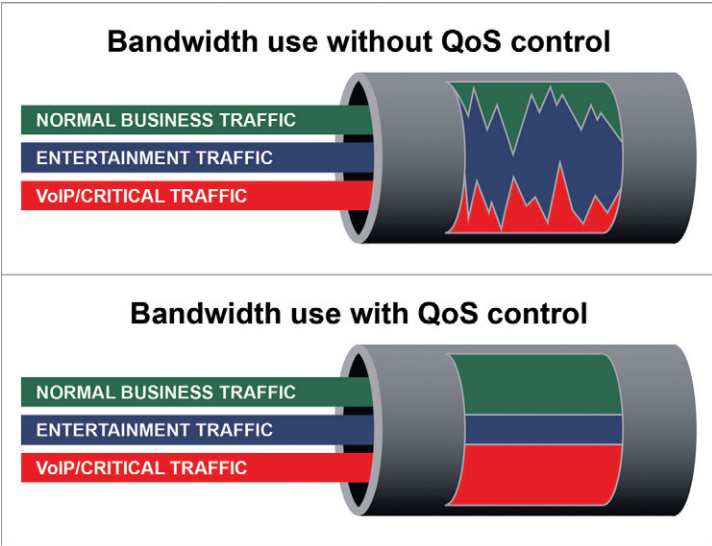 Bandwidth use without QoS control
NORMAL BUSINESS TRAFFIC
ENTERTAINMENT TRAFFIC
VoIP/CRITICAL TRAFFIC
Bandwidth use with QoS control
NORMAL BUSINESS TRAFFIC
ENTERTAINMENT TRAFFIC
VoIP/CRITICAL TRAFFIC